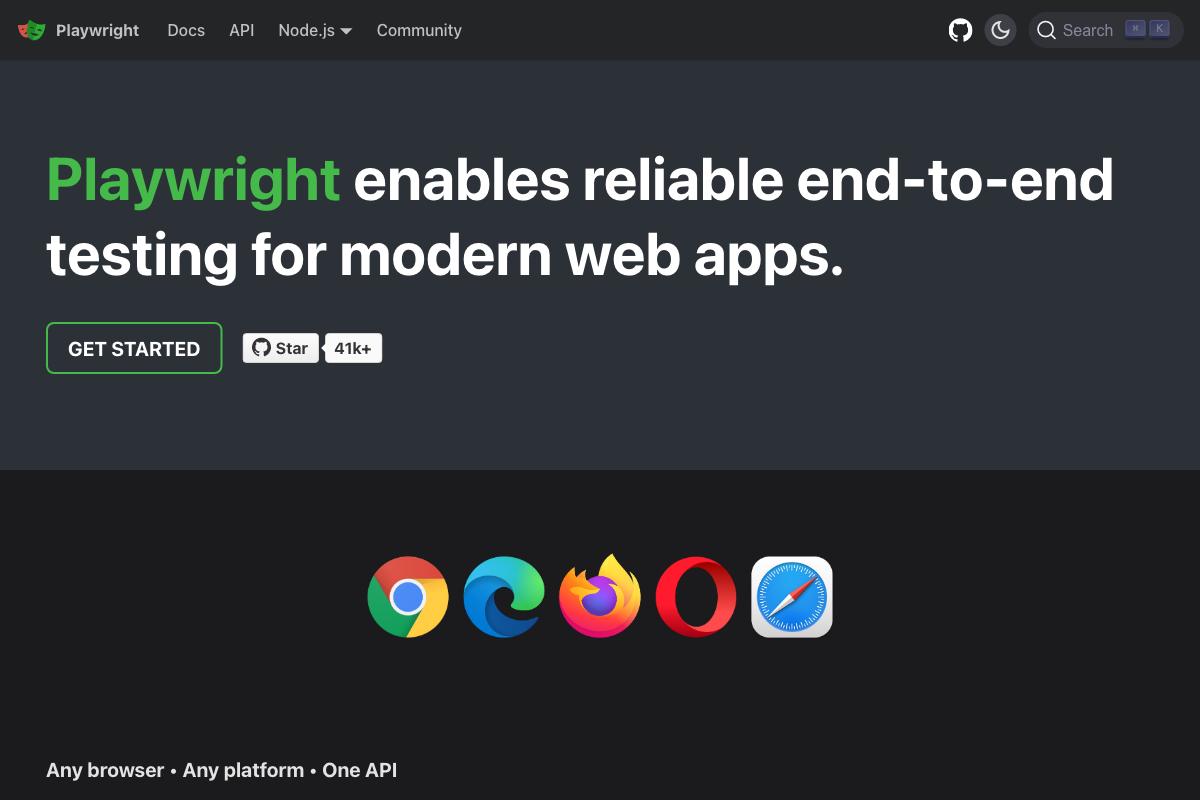 Playwright Docs API Node.js Community Search ⌘ K
Playwright enables reliable end-to-end
testing for modern web apps.
GET STARTED Star 41k+
Any browser • Any platform • One API